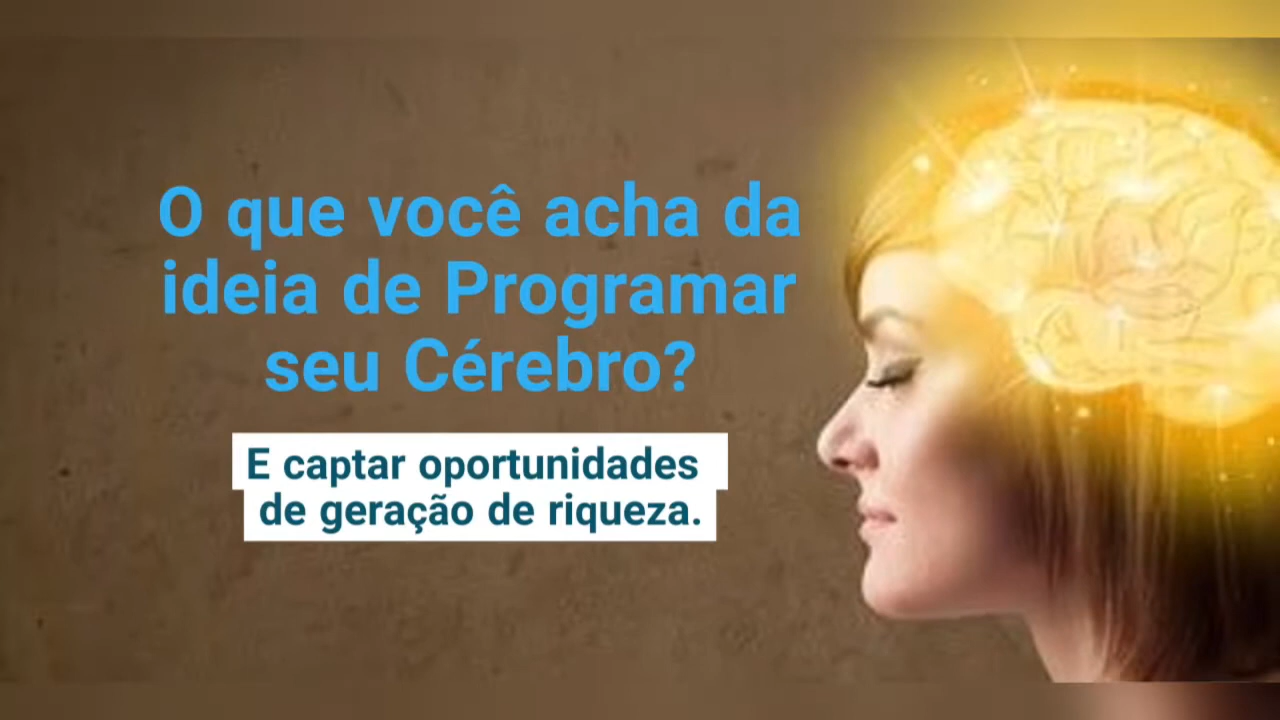 O que você acha da
ideia de Programar
seu Cérebro?
E captar oportunidades
de geração de riqueza.